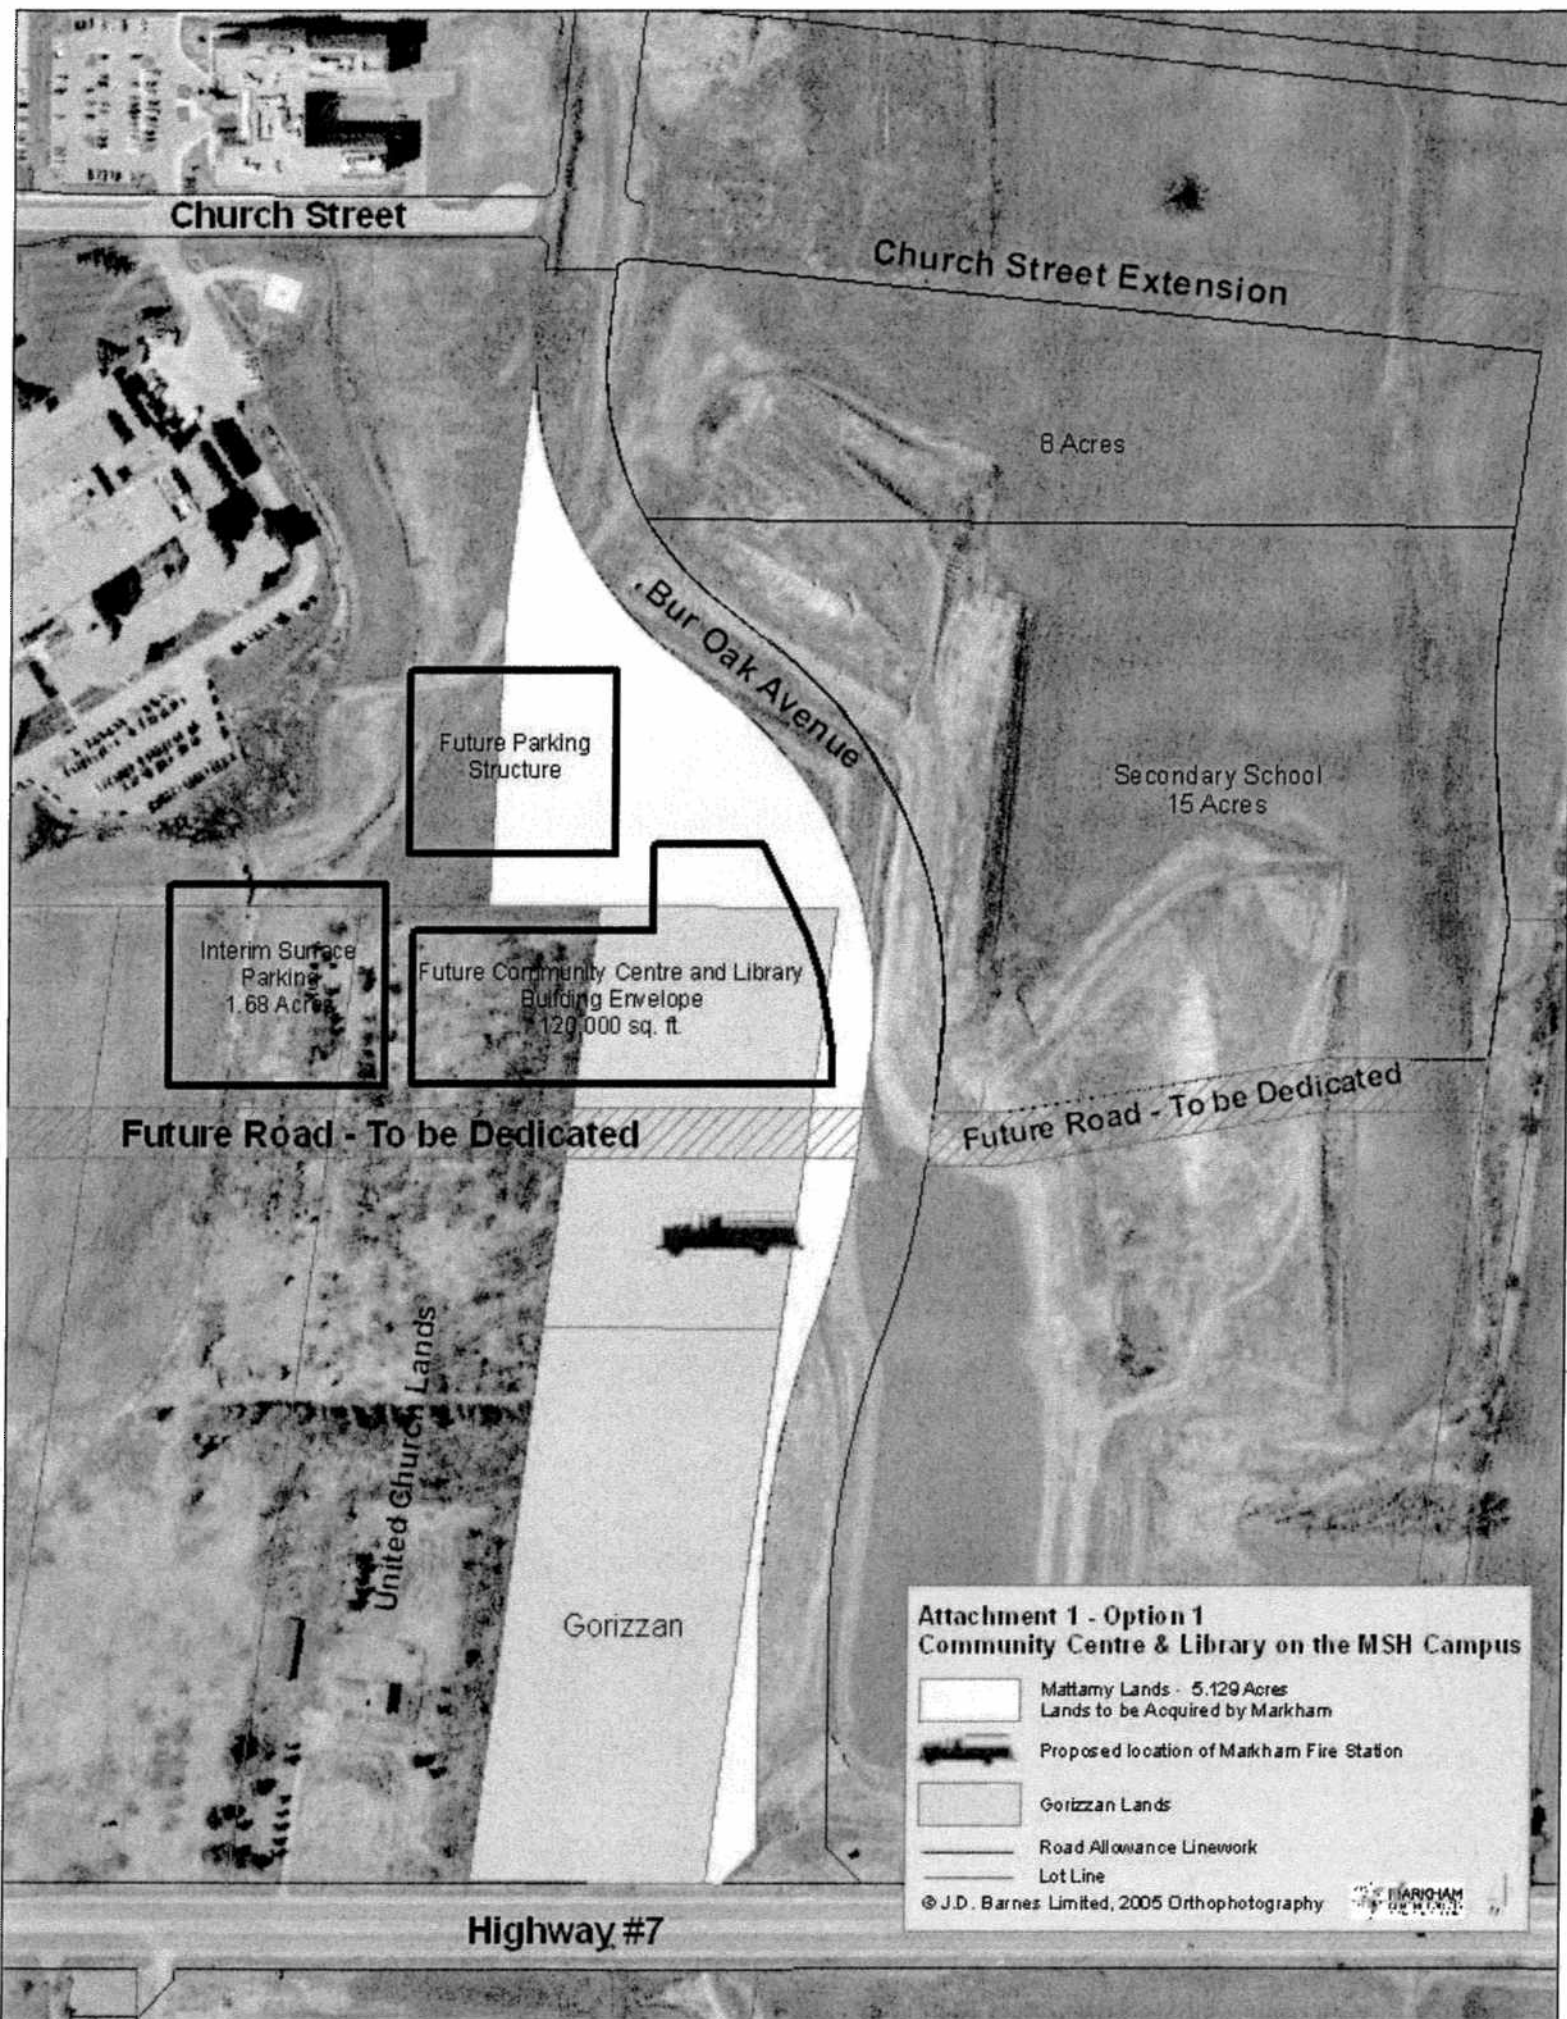 Church Street
Church Street Extension
8 Acres
Bur Oak Avenue
Future Parking
Structure
Secondary School
15 Acres
Interim Surface
Parking
1.68 Acres
Future Community Centre and Library
Building Envelope
120,000 sq. ft.
Future Road - To be Dedicated
Future Road - To be Dedicated
United Church Lands
Gorizzan
Attachment 1 - Option 1
Community Centre & Library on the MSH Campus
Mattamy Lands - 5.129 Acres
Lands to be Acquired by Markham
Proposed location of Markham Fire Station
Gorizzan Lands
Road Allowance Linework
Lot Line
© J.D. Barnes Limited, 2005 Orthophotography
MARKHAM
Highway #7